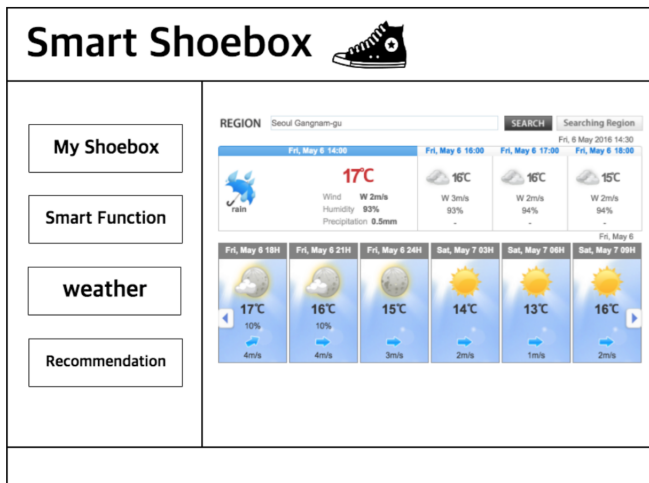 Smart Shoebox
My Shoebox
Smart Function
weather
Recommendation
REGION Seoul Gangnam-gu SEARCH Searching Region
Fri, 6 May 2016 14:30
Fri, May 6 14:00 Fri, May 6 16:00 Fri, May 6 17:00 Fri, May 6 18:00
17℃ 16℃ 16℃ 15℃
rain
Wind W 2m/s W 3m/s W 2m/s W 2m/s
Humidity 93% 93% 94% 94%
Precipitation 0.5mm - - -
Fri, May 6
Fri, May 6 18H Fri, May 6 21H Fri, May 6 24H Sat, May 7 03H Sat, May 7 06H Sat, May 7 09H
17℃ 16℃ 15℃ 14℃ 13℃ 16℃
10% 10%
4m/s 4m/s 3m/s 2m/s 1m/s 2m/s